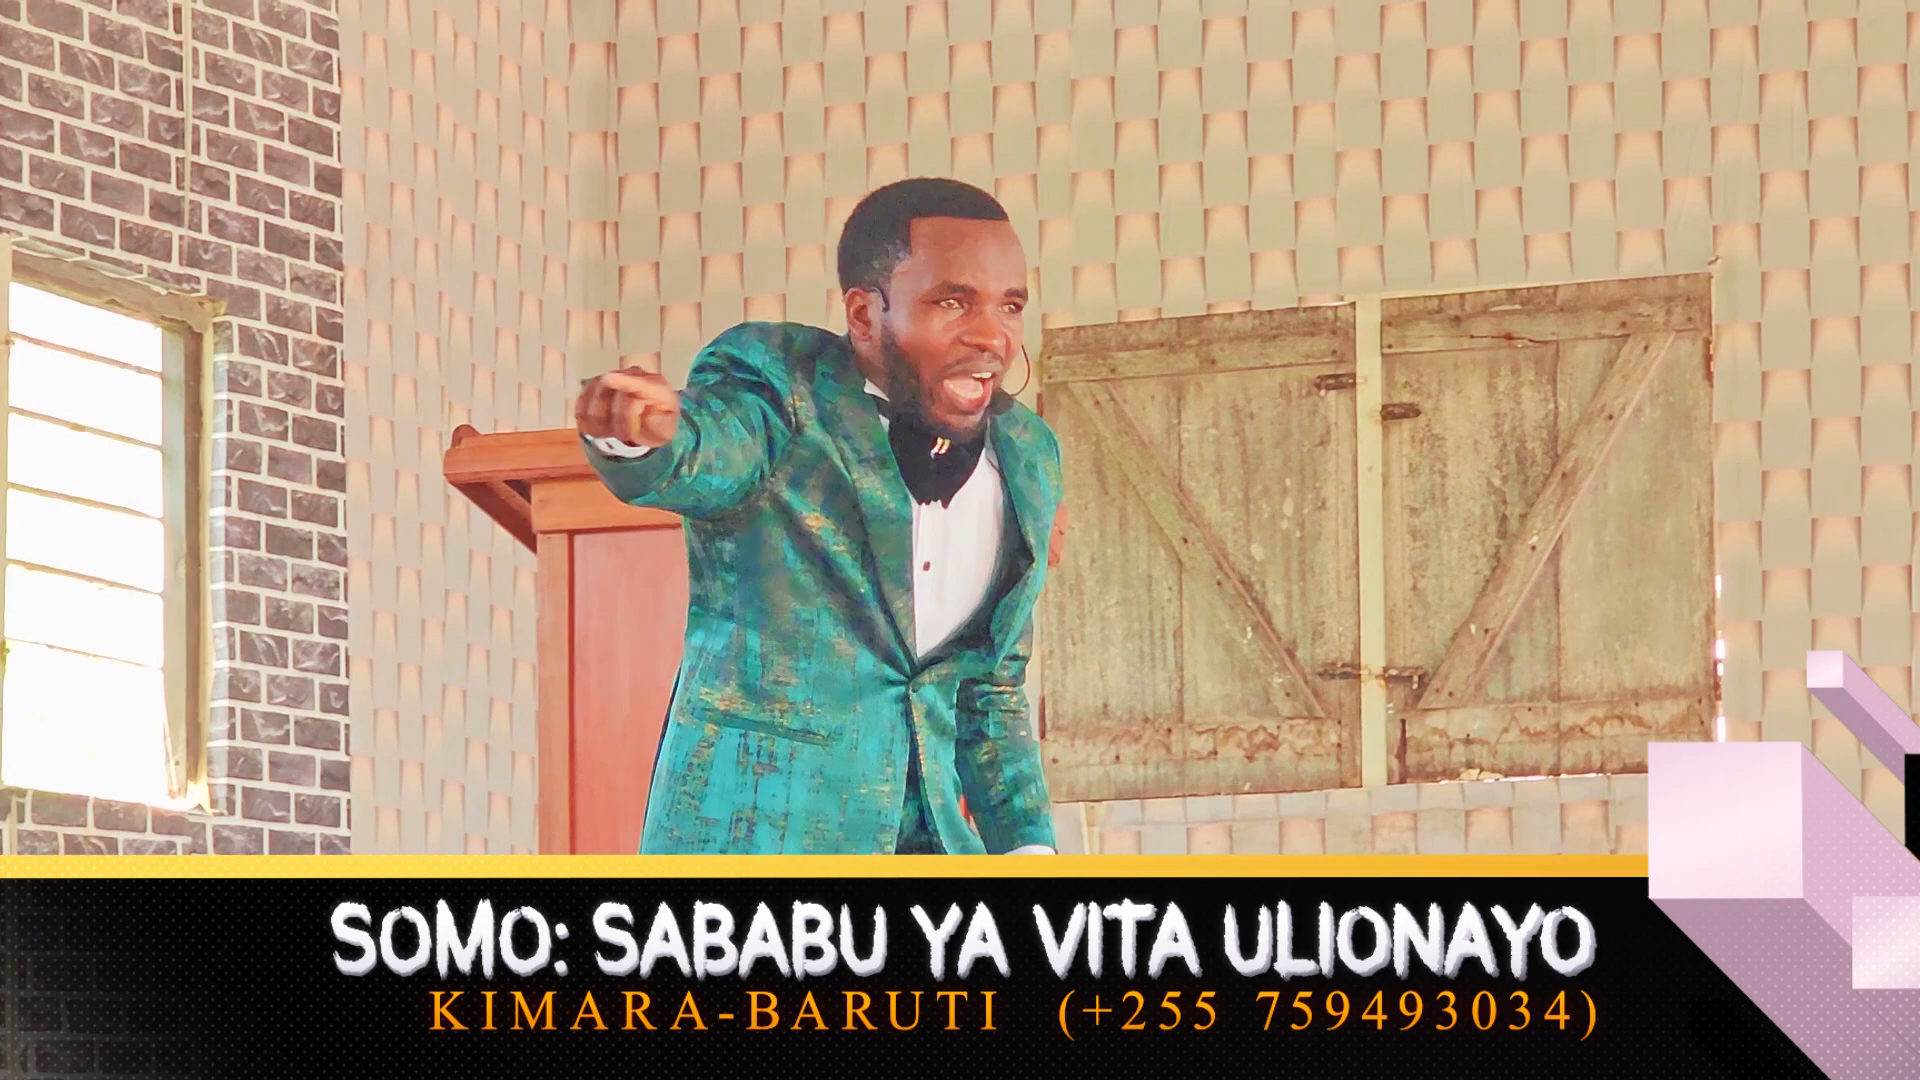 SOMO: SABABU YA VITA ULIONAYO
KIMARA-BARUTI (+255 759493034)